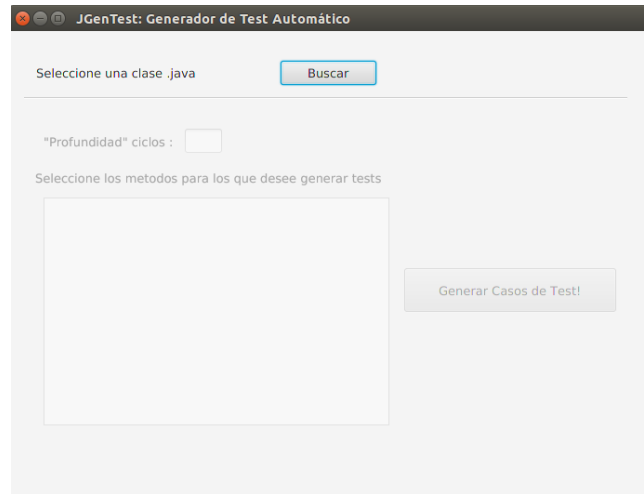 JGenTest: Generador de Test Automático
Seleccione una clase .java
Buscar
"Profundidad" ciclos :
Seleccione los metodos para los que desee generar tests
Generar Casos de Test!